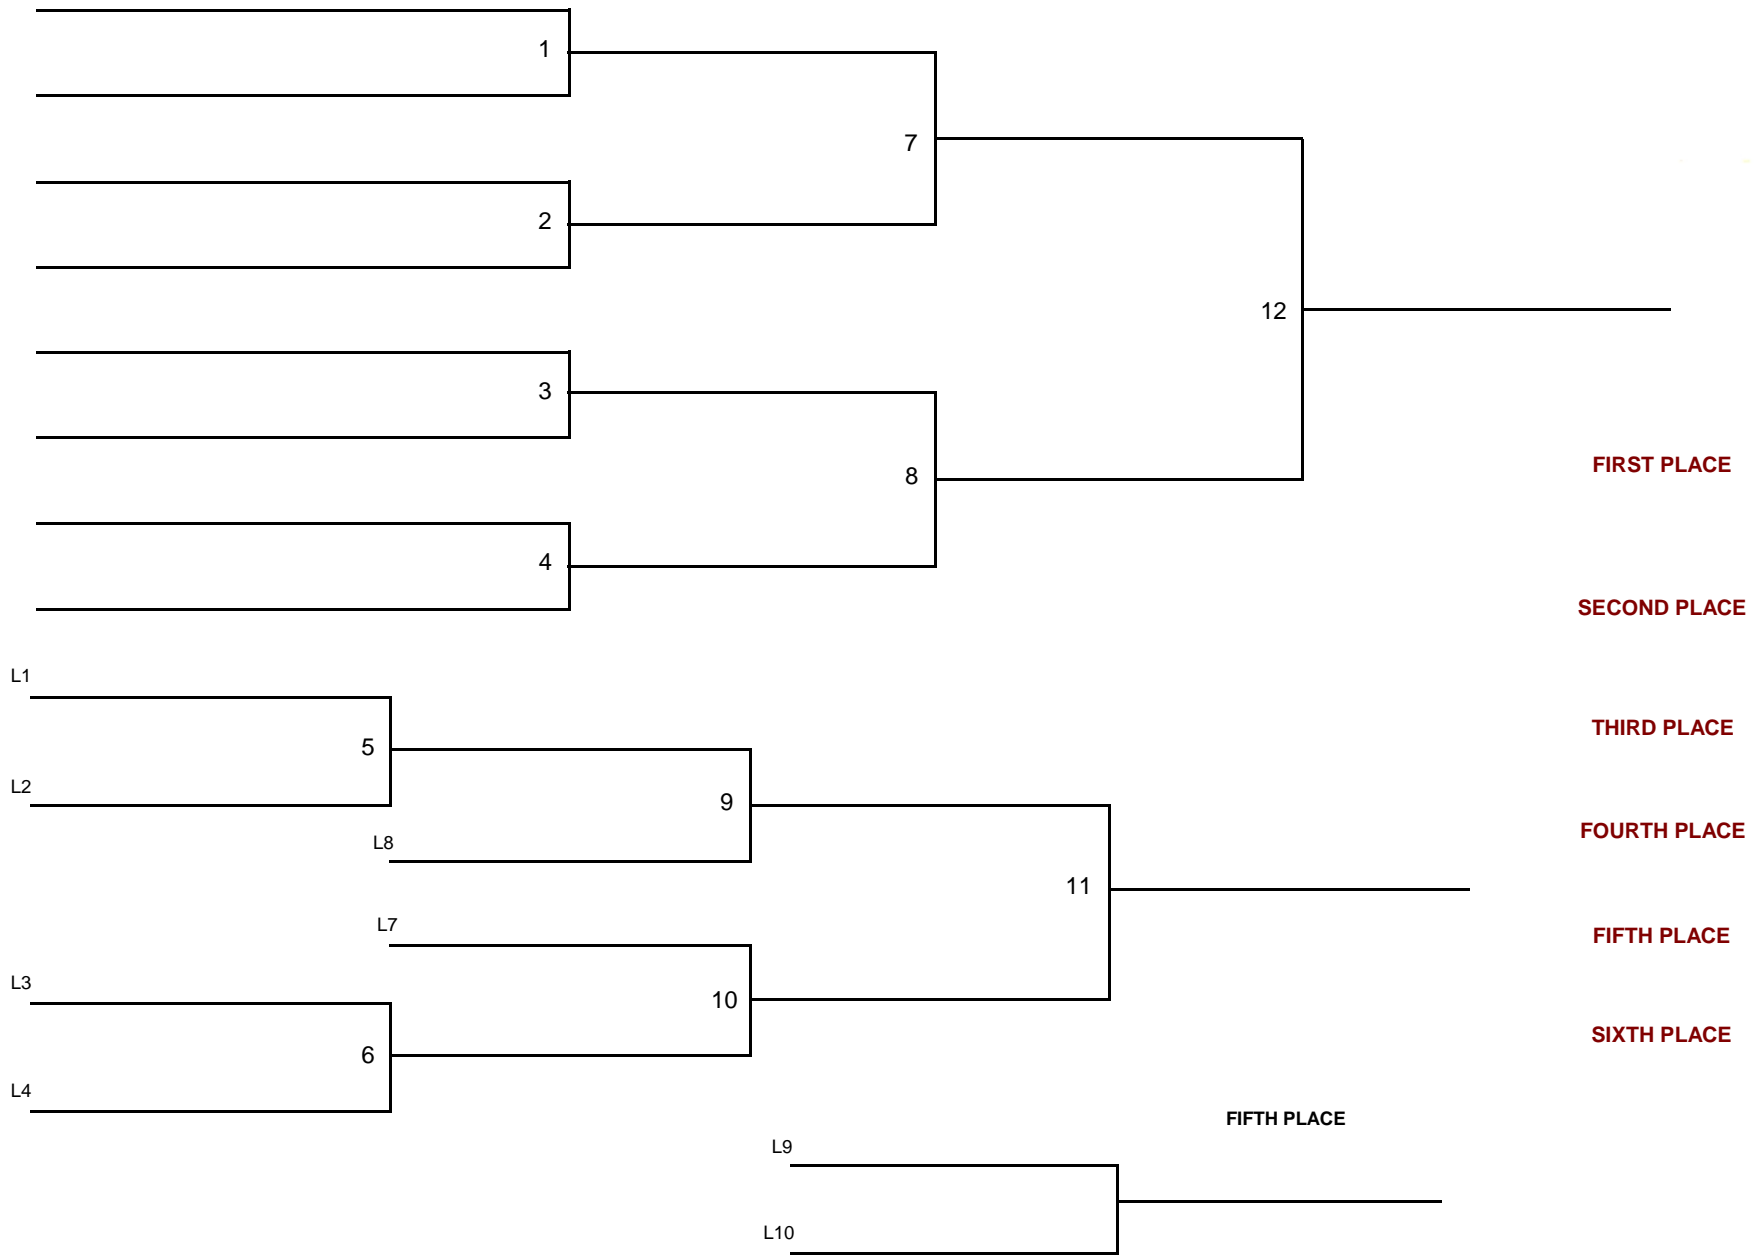 1
7
2
12
3
FIRST PLACE
8
4
SECOND PLACE
L1
THIRD PLACE
5
L2
9
FOURTH PLACE
L8
11
L7
FIFTH PLACE
L3
10
SIXTH PLACE
6
L4
FIFTH PLACE
L9
L10